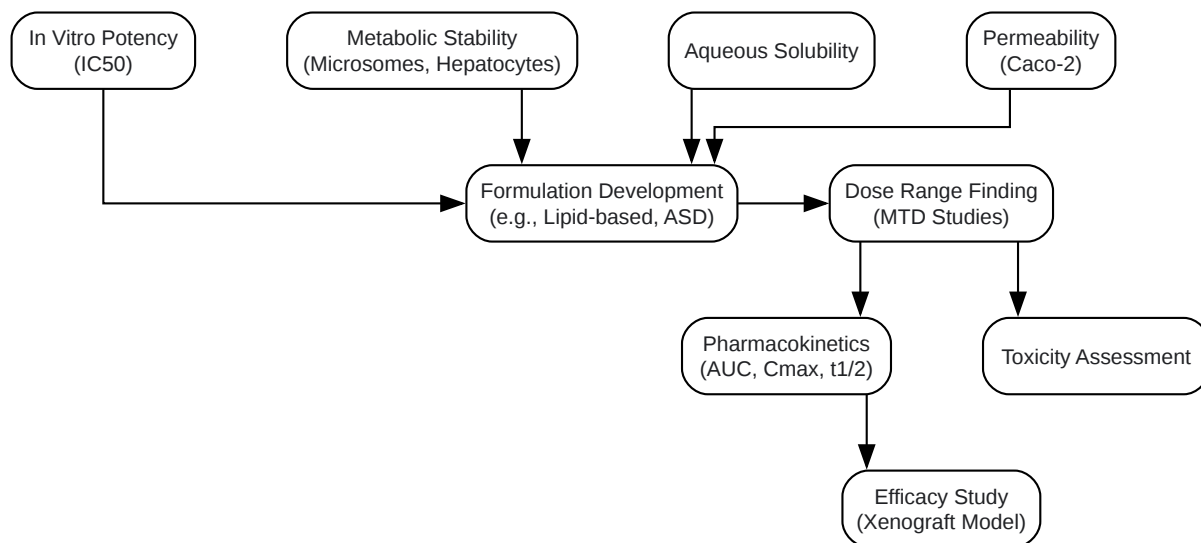 In Vitro Potency
(IC50)
Metabolic Stability
(Microsomes, Hepatocytes)
Aqueous Solubility
Permeability
(Caco-2)
Formulation Development
(e.g., Lipid-based, ASD)
Dose Range Finding
(MTD Studies)
Pharmacokinetics
(AUC, Cmax, t1/2)
Toxicity Assessment
Efficacy Study
(Xenograft Model)